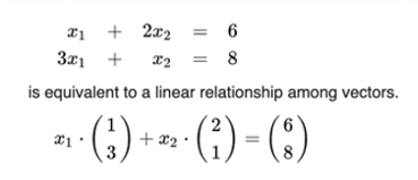 x₁ + 2x₂ = 6
3x₁ + x₂ = 8
is equivalent to a linear relationship among vectors.
x₁ · (1 3) + x₂ · (2 1) = (6 8)